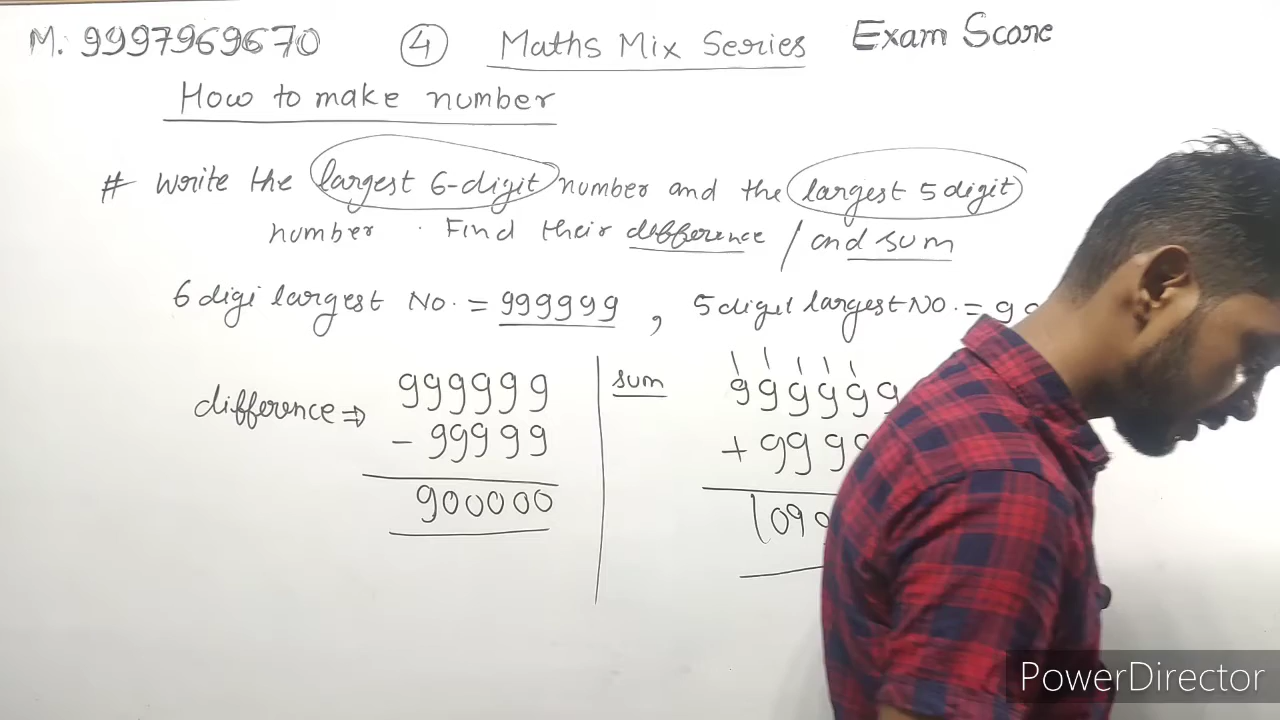 M. 9997969670 4 Maths Mix Series Exam Score
How to make number
# Write the largest 6-digit number and the largest 5 digit
number . Find their difference / and sum
6 digi largest No. = 999999 , 5 digit largest NO. = 99
difference ⇒ 999999
- 99999
900000
sum 999999
+ 999
109
PowerDirector